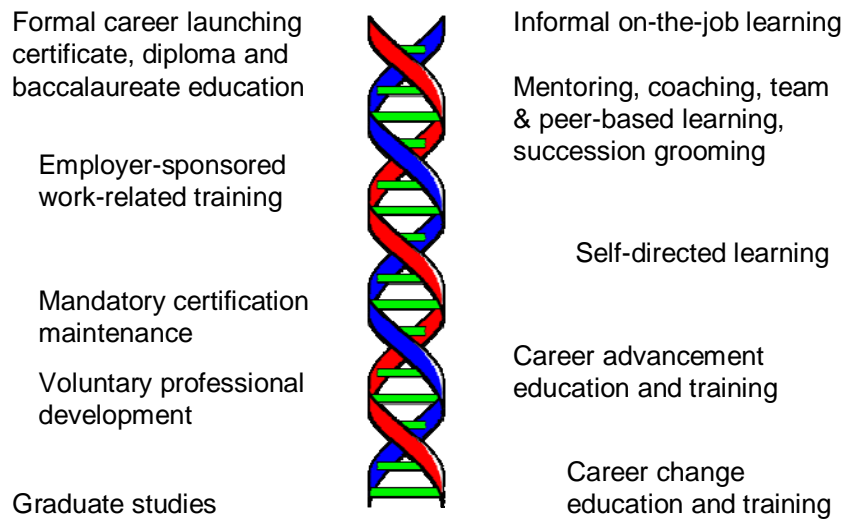 Formal career launching
certificate, diploma and
baccalaureate education
Employer-sponsored
work-related training
Mandatory certification
maintenance
Voluntary professional
development
Graduate studies
Informal on-the-job learning
Mentoring, coaching, team
& peer-based learning,
succession grooming
Self-directed learning
Career advancement
education and training
Career change
education and training